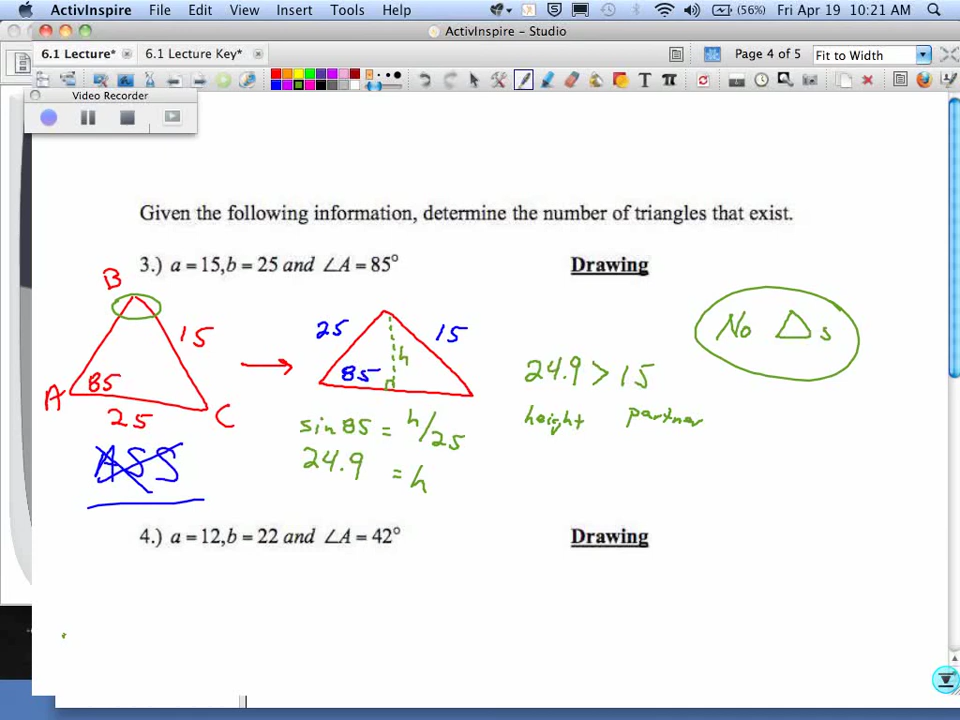 ActivInspire File Edit View Insert Tools Help (56%) Fri Apr 19 10:21 AM
ActivInspire - Studio
6.1 Lecture* 6.1 Lecture Key* Page 4 of 5 Fit to Width
Video Recorder
Given the following information, determine the number of triangles that exist.
3.) a = 15, b = 25 and ∠A = 85° Drawing
B
15
A 85
25 C
ASS
25 15
h
85
sin 85 = h/25
24.9 = h
24.9 > 15
height partner
No Δs
4.) a = 12, b = 22 and ∠A = 42° Drawing